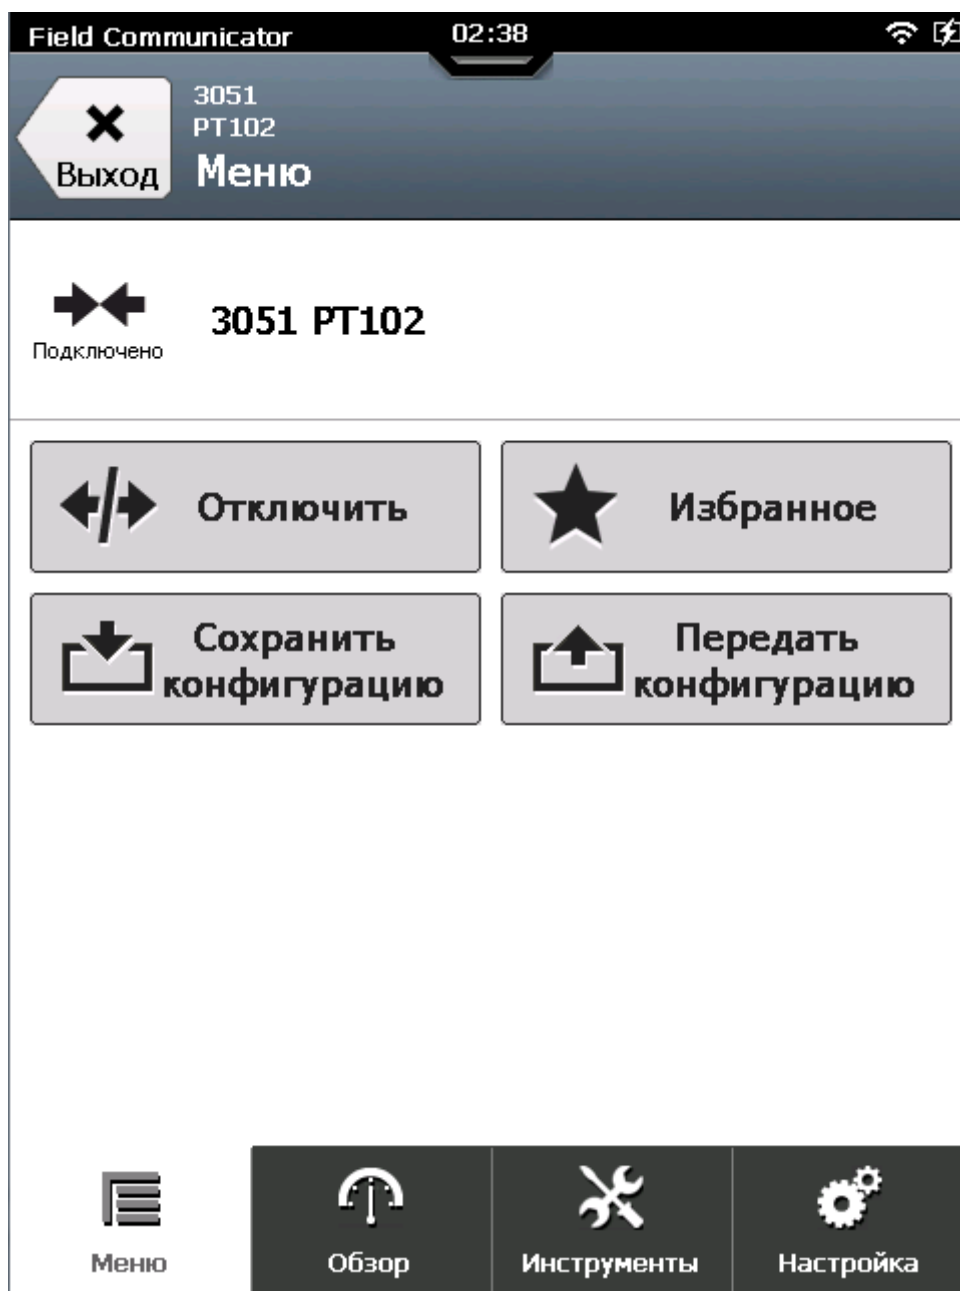 Field Communicator 02:38
3051
PT102
Выход
Меню
Подключено
3051 PT102
Отключить
Избранное
Сохранить
конфигурацию
Передать
конфигурацию
Меню
Обзор
Инструменты
Настройка